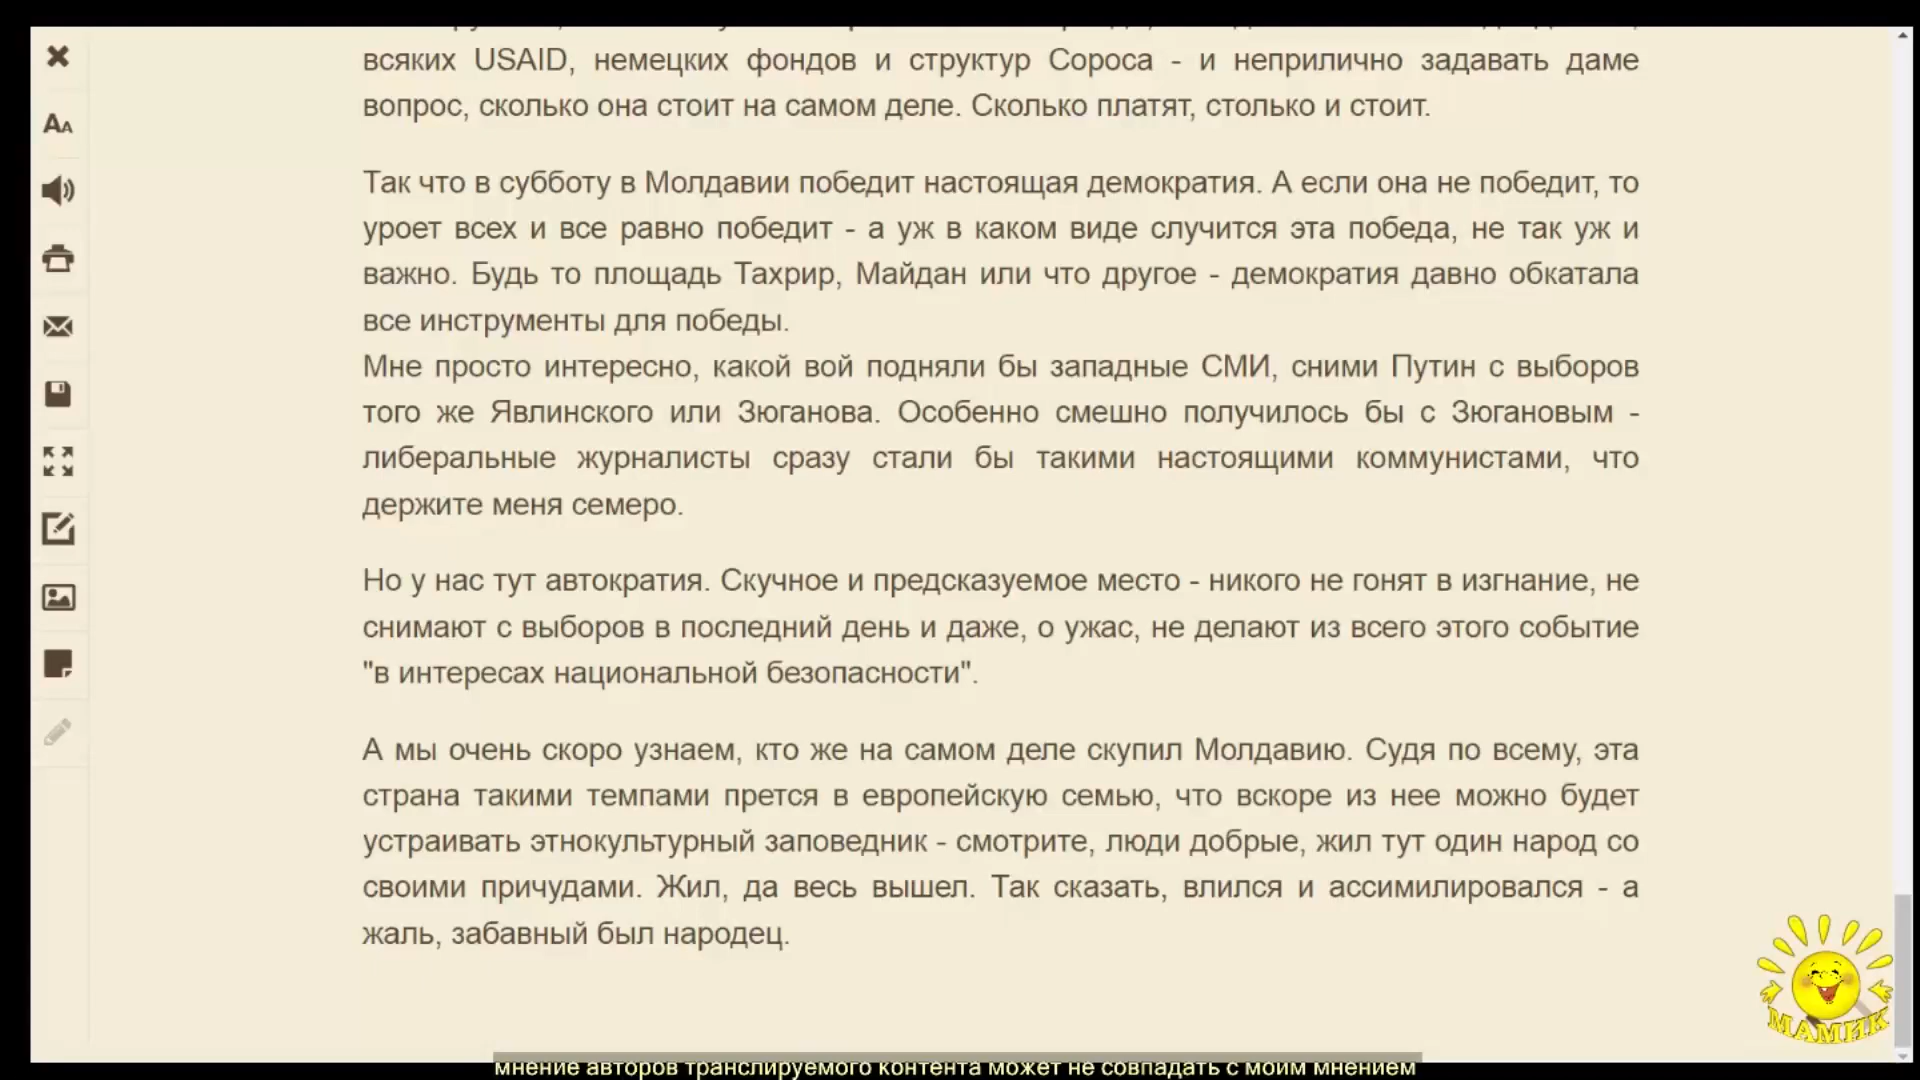 всяких USAID, немецких фондов и структур Сороса - и неприлично задавать даме
вопрос, сколько она стоит на самом деле. Сколько платят, столько и стоит.
Так что в субботу в Молдавии победит настоящая демократия. А если она не победит, то
уроет всех и все равно победит - а уж в каком виде случится эта победа, не так уж и
важно. Будь то площадь Тахрир, Майдан или что другое - демократия давно обкатала
все инструменты для победы.
Мне просто интересно, какой вой подняли бы западные СМИ, сними Путин с выборов
того же Явлинского или Зюганова. Особенно смешно получилось бы с Зюгановым -
либеральные журналисты сразу стали бы такими настоящими коммунистами, что
держите меня семеро.
Но у нас тут автократия. Скучное и предсказуемое место - никого не гонят в изгнание, не
снимают с выборов в последний день и даже, о ужас, не делают из всего этого событие
"в интересах национальной безопасности".
А мы очень скоро узнаем, кто же на самом деле скупил Молдавию. Судя по всему, эта
страна такими темпами прется в европейскую семью, что вскоре из нее можно будет
устраивать этнокультурный заповедник - смотрите, люди добрые, жил тут один народ со
своими причудами. Жил, да весь вышел. Так сказать, влился и ассимилировался - а
жаль, забавный был народец.
МАМИК
мнение авторов транслируемого контента может не совпадать с моим мнением